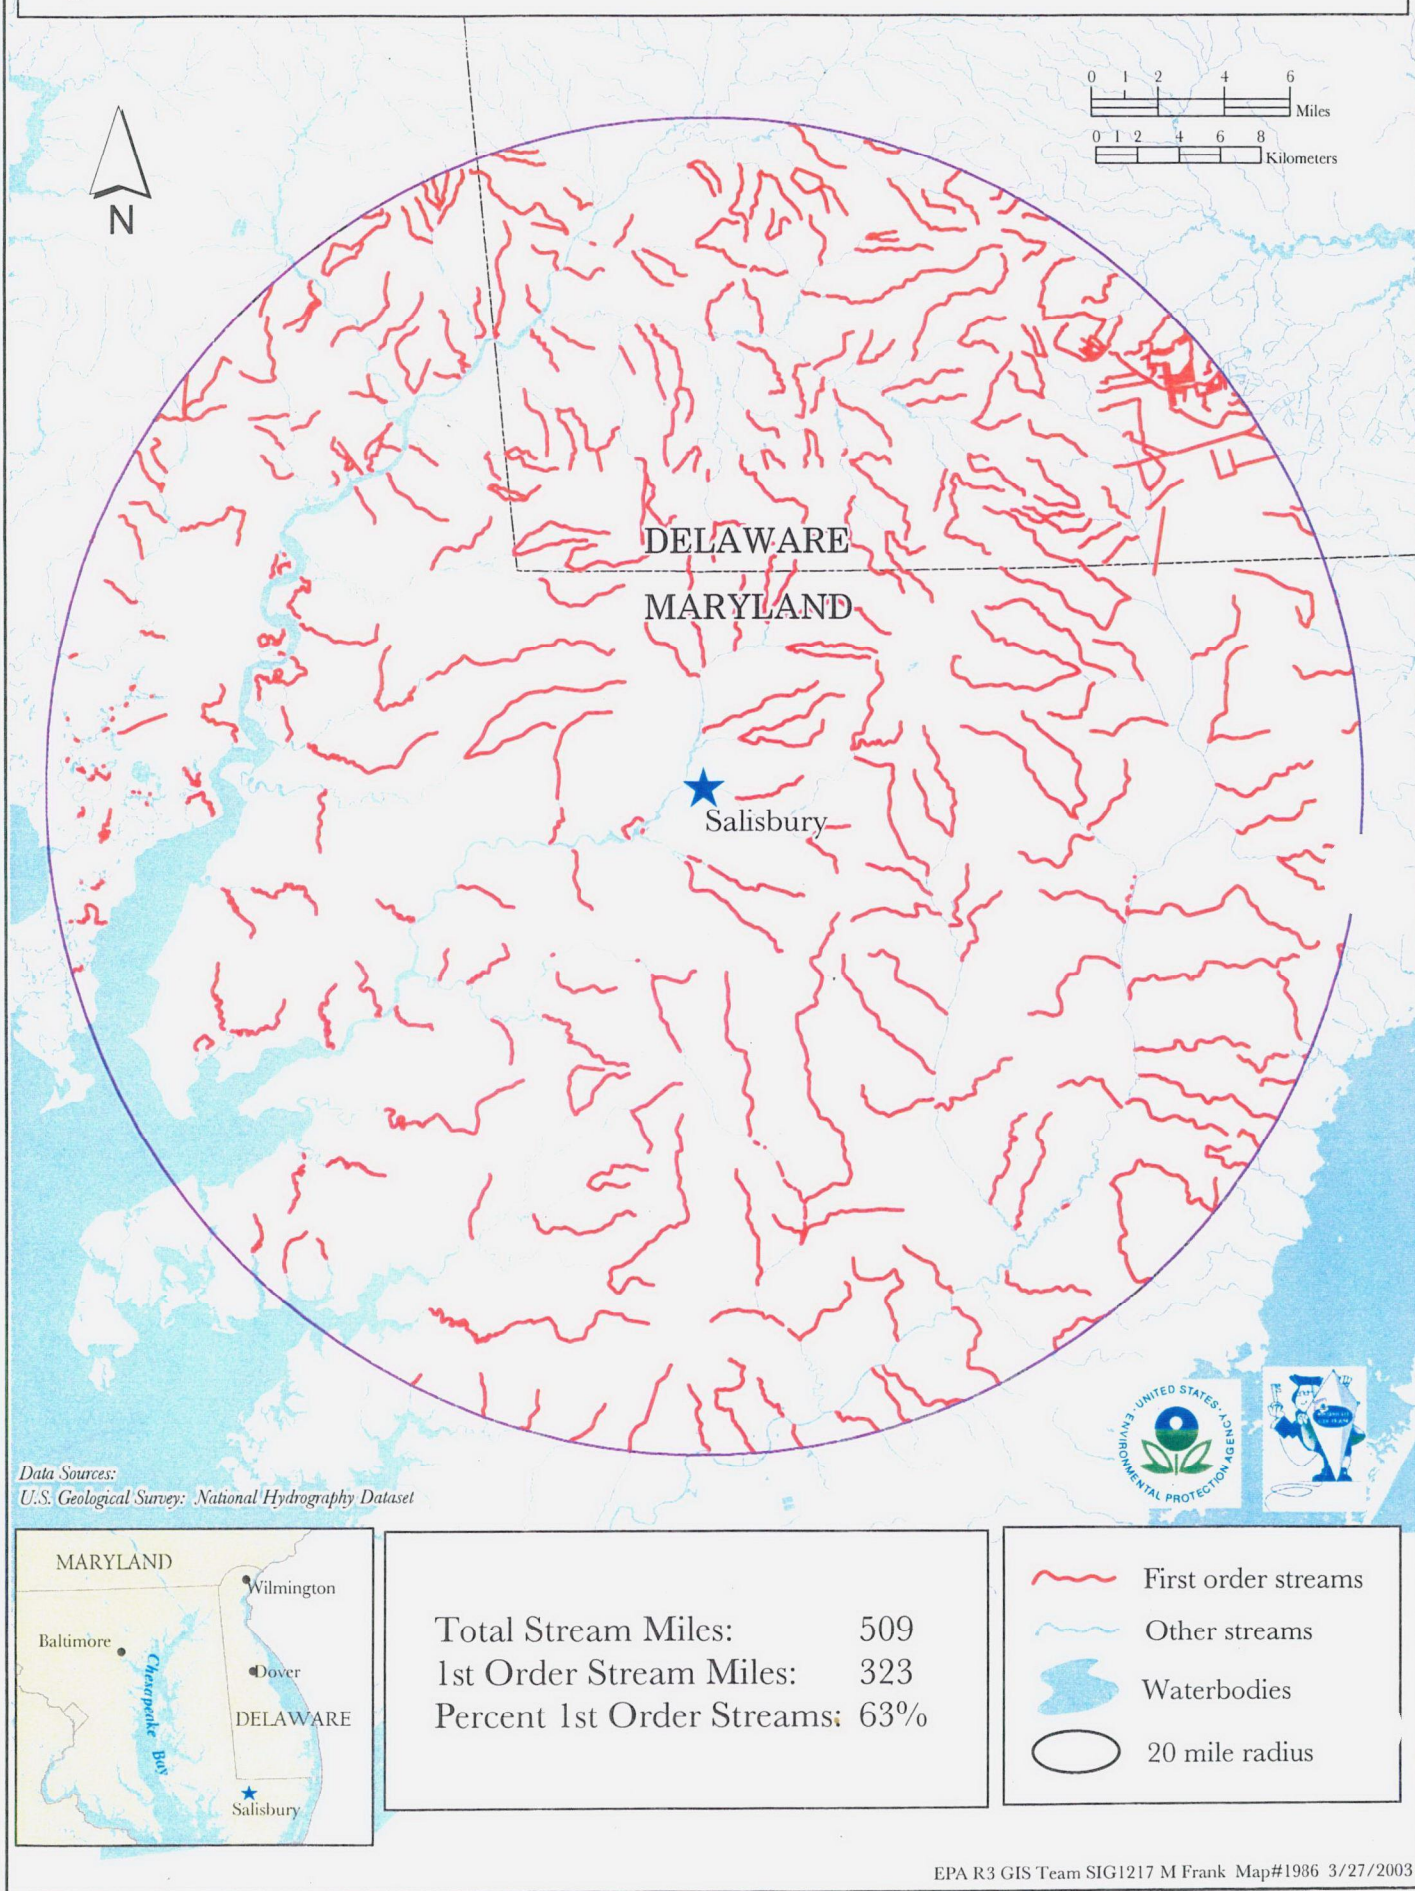 0 1 2 4 6
Miles
0 1 2 4 6 8
Kilometers
N
DELAWARE
MARYLAND
Salisbury
UNITED STATES
ENVIRONMENTAL PROTECTION AGENCY
Data Sources:
U.S. Geological Survey: National Hydrography Dataset
MARYLAND
Wilmington
Baltimore
Chesapeake Bay
Dover
DELAWARE
Salisbury
Total Stream Miles: 509
1st Order Stream Miles: 323
Percent 1st Order Streams: 63%
First order streams
Other streams
Waterbodies
20 mile radius
EPA R3 GIS Team SIG1217 M Frank Map#1986 3/27/2003